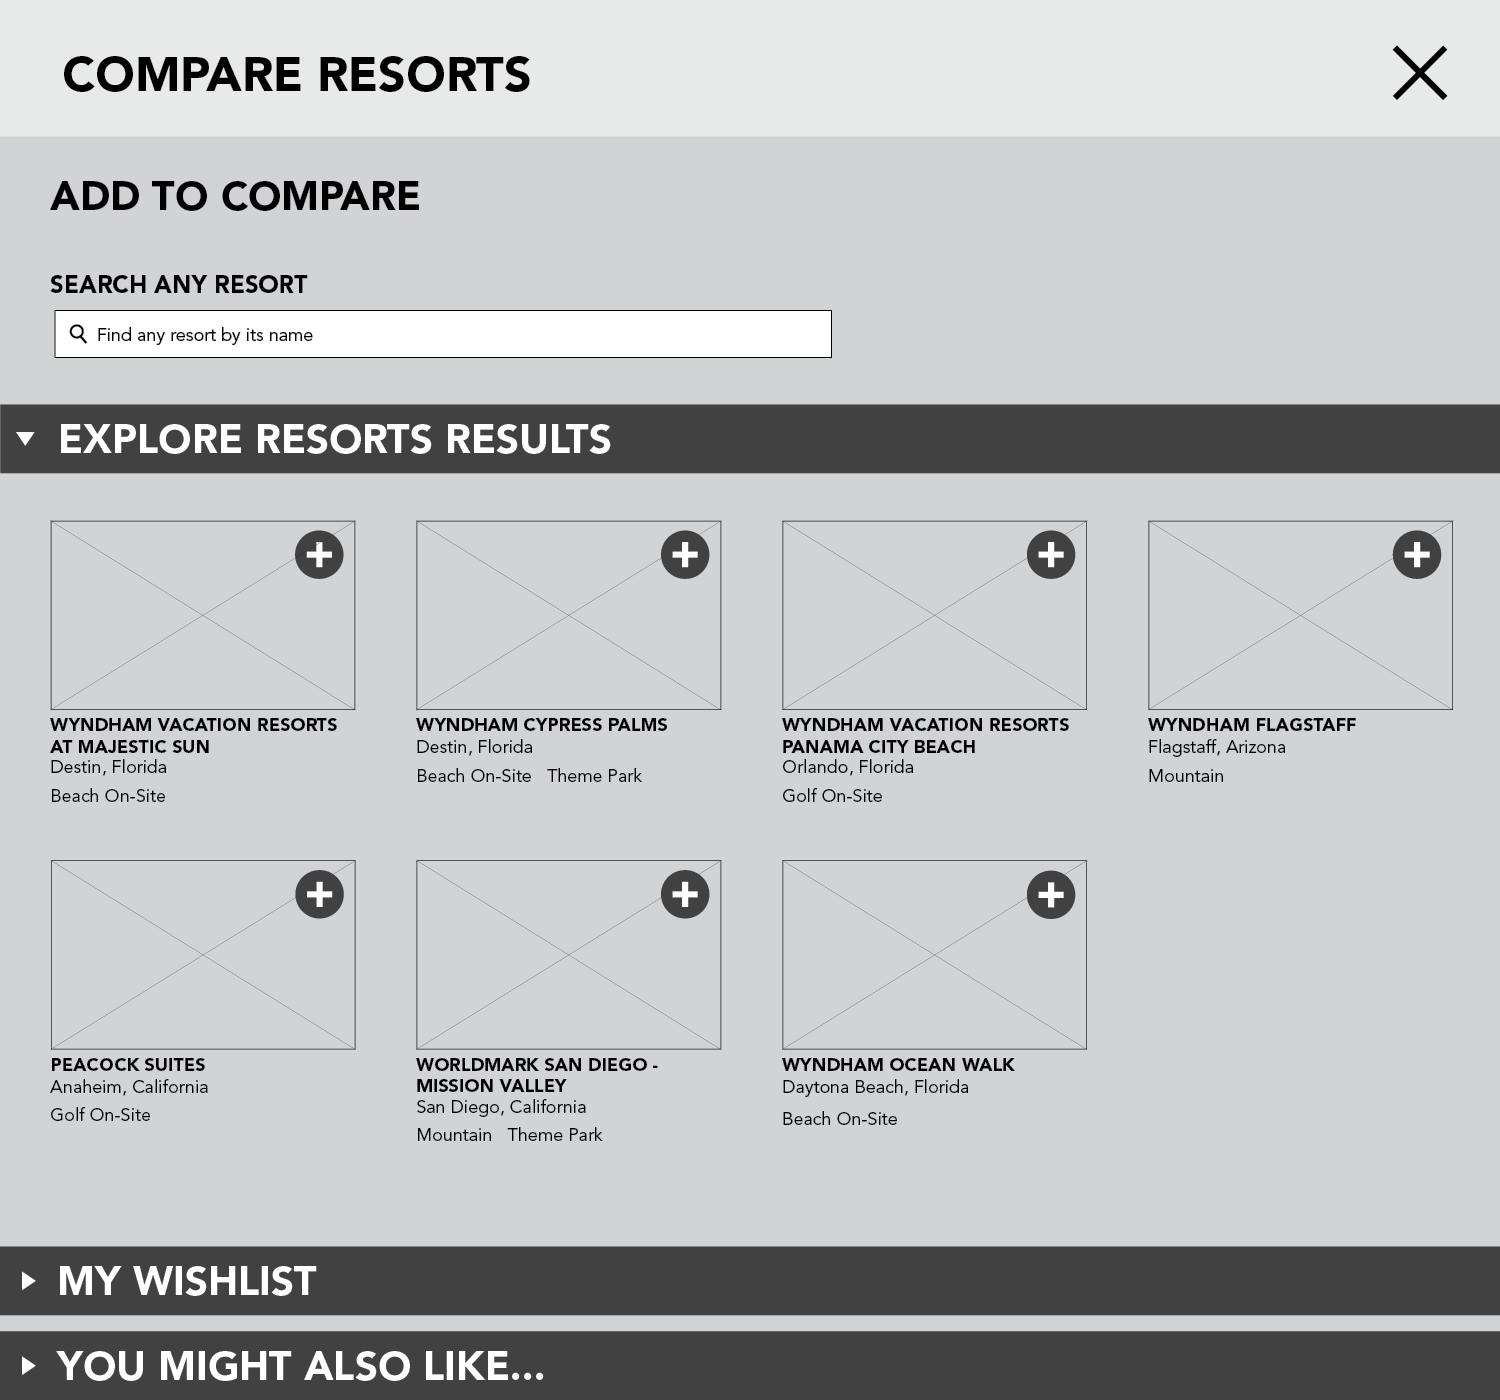 COMPARE RESORTS
ADD TO COMPARE
SEARCH ANY RESORT
Find any resort by its name
EXPLORE RESORTS RESULTS
WYNDHAM VACATION RESORTS
AT MAJESTIC SUN
Destin, Florida
Beach On-Site
WYNDHAM CYPRESS PALMS
Destin, Florida
Beach On-Site Theme Park
WYNDHAM VACATION RESORTS
PANAMA CITY BEACH
Orlando, Florida
Golf On-Site
WYNDHAM FLAGSTAFF
Flagstaff, Arizona
Mountain
PEACOCK SUITES
Anaheim, California
Golf On-Site
WORLDMARK SAN DIEGO -
MISSION VALLEY
San Diego, California
Mountain Theme Park
WYNDHAM OCEAN WALK
Daytona Beach, Florida
Beach On-Site
MY WISHLIST
YOU MIGHT ALSO LIKE...